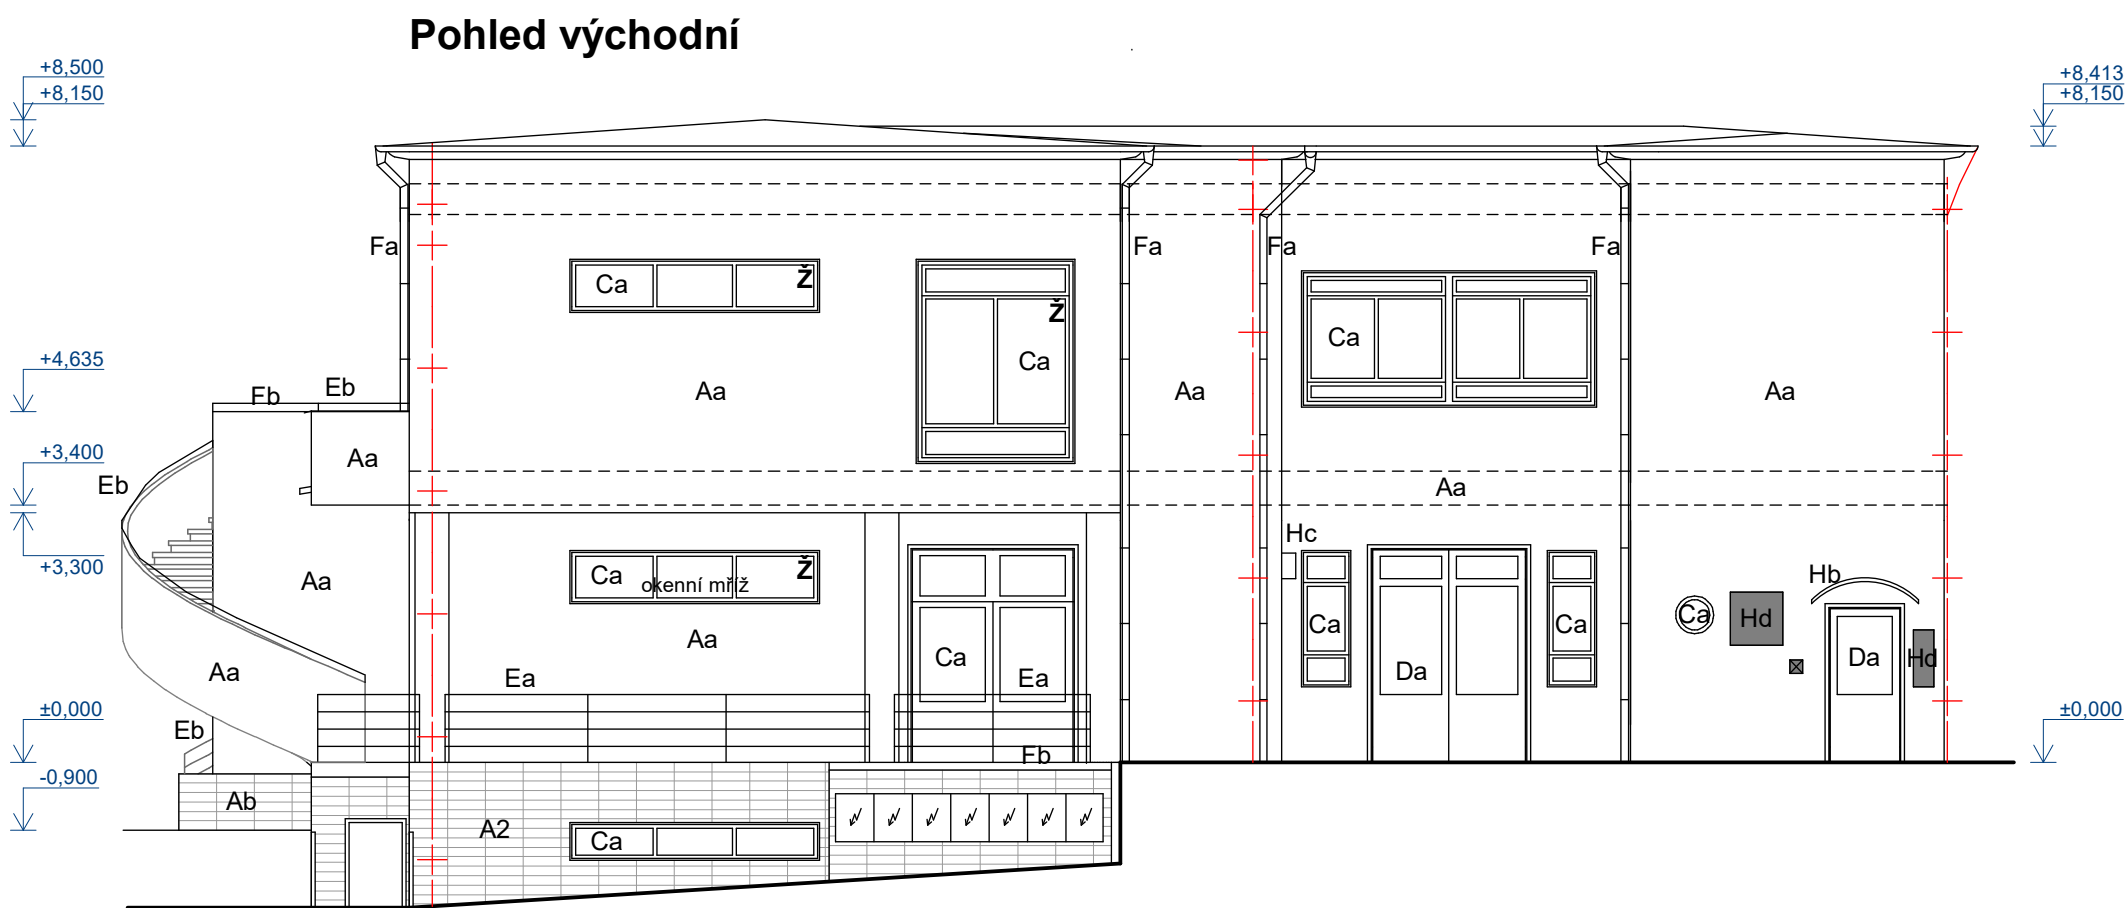 Pohled východní
+8,500
+8,150
+8,413
+8,150
Fa
Fa
Fa
Fa
Ca
Ž
Ž
Ca
Ca
+4,635
Fb
Eb
Aa
Aa
Aa
+3,400
Aa
Eb
Aa
Hc
+3,300
Aa
Ca
okenní mříž
Ž
Hb
Ca
Ca
Ca
Hd
Aa
Aa
Ea
Ca
Ea
Da
Da
Hd
±0,000
±0,000
Eb
Fb
-0,900
Ab
A2
Ca